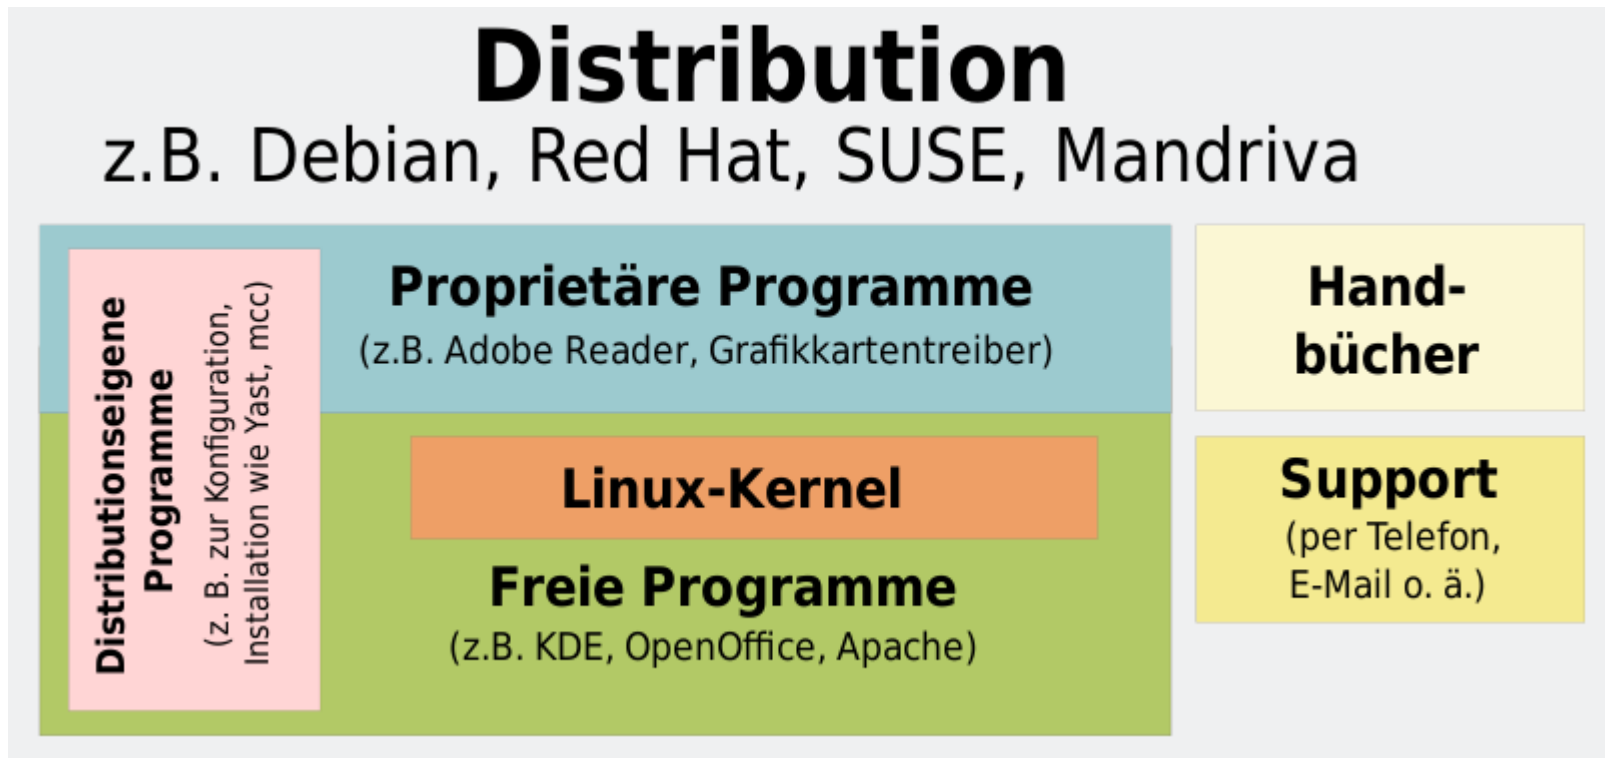 Distribution
z.B. Debian, Red Hat, SUSE, Mandriva
Distributionseigene
Programme
(z. B. zur Konfiguration,
Installation wie Yast, mcc)
Proprietäre Programme
(z.B. Adobe Reader, Grafikkartentreiber)
Linux-Kernel
Freie Programme
(z.B. KDE, OpenOffice, Apache)
Hand-
bücher
Support
(per Telefon,
E-Mail o. ä.)